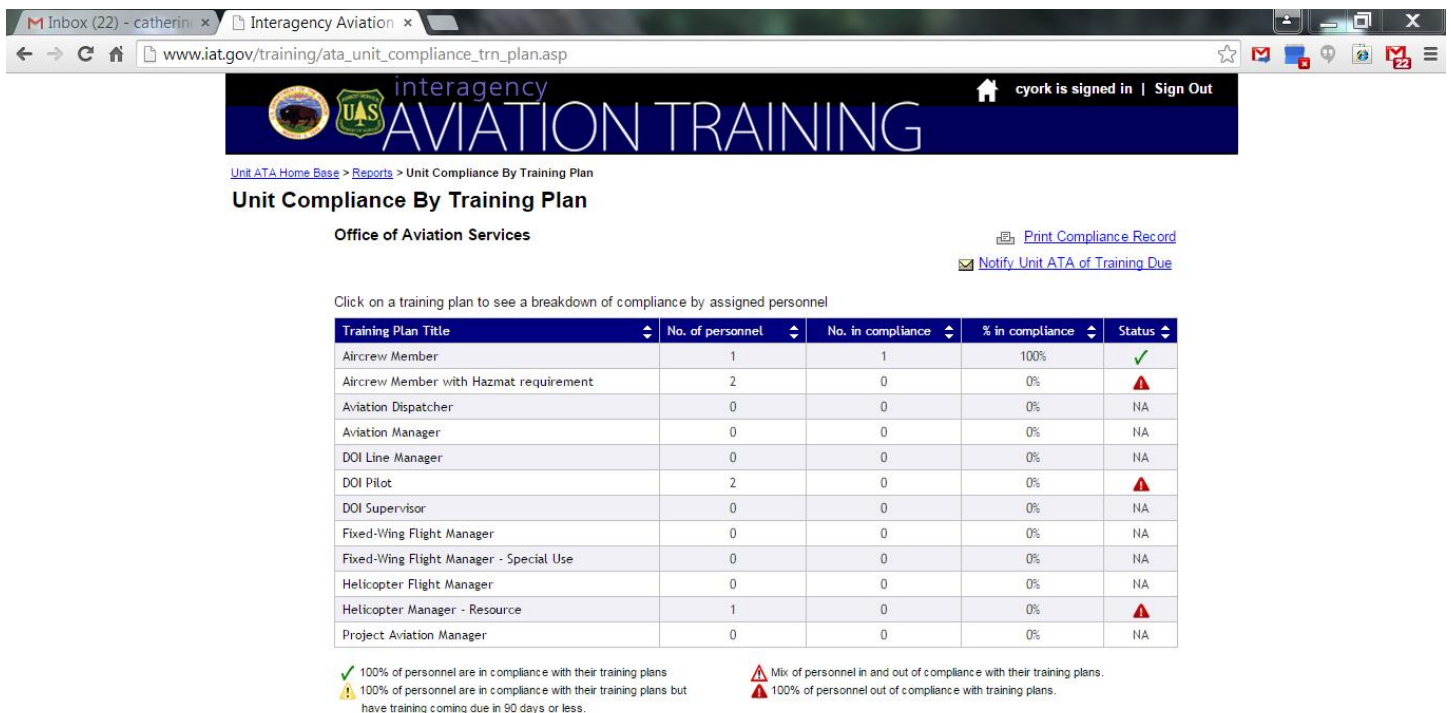 Inbox (22) - catherin
Interagency Aviation
www.iat.gov/training/ata_unit_compliance_trn_plan.asp
22
interagency
AVIATION TRAINING
UAS
cyork is signed in | Sign Out
Unit ATA Home Base > Reports > Unit Compliance By Training Plan
Unit Compliance By Training Plan
Office of Aviation Services
Print Compliance Record
Notify Unit ATA of Training Due
Click on a training plan to see a breakdown of compliance by assigned personnel
Training Plan Title No. of personnel No. in compliance % in compliance Status
Aircrew Member 1 1 100%
Aircrew Member with Hazmat requirement 2 0 0%
Aviation Dispatcher 0 0 0% NA
Aviation Manager 0 0 0% NA
DOI Line Manager 0 0 0% NA
DOI Pilot 2 0 0%
DOI Supervisor 0 0 0% NA
Fixed-Wing Flight Manager 0 0 0% NA
Fixed-Wing Flight Manager - Special Use 0 0 0% NA
Helicopter Flight Manager 0 0 0% NA
Helicopter Manager - Resource 1 0 0%
Project Aviation Manager 0 0 0% NA
100% of personnel are in compliance with their training plans
100% of personnel are in compliance with their training plans but
have training coming due in 90 days or less.
Mix of personnel in and out of compliance with their training plans.
100% of personnel out of compliance with training plans.